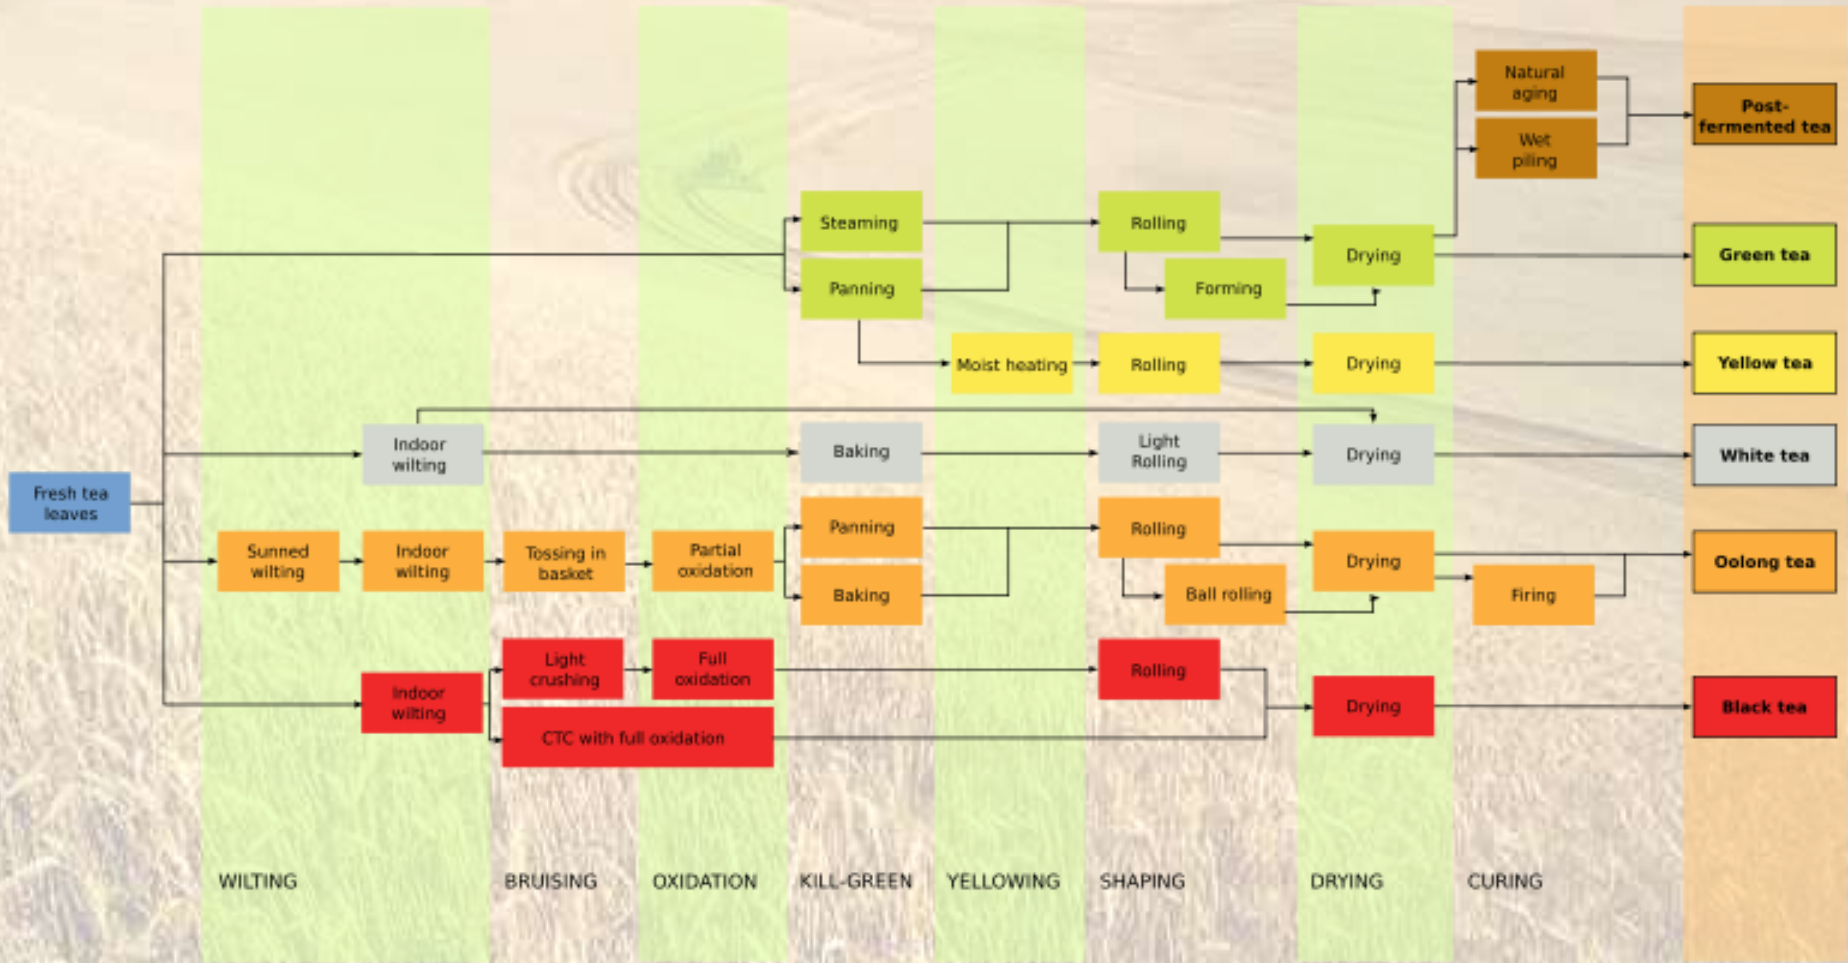 Natural
aging
Post-
fermented tea
Wet
piling
Steaming
Rolling
Drying
Green tea
Panning
Forming
Moist heating
Rolling
Drying
Yellow tea
Indoor
wilting
Baking
Light
Rolling
Drying
White tea
Fresh tea
leaves
Sunned
wilting
Indoor
wilting
Tossing in
basket
Partial
oxidation
Panning
Rolling
Drying
Oolong tea
Baking
Ball rolling
Firing
Indoor
wilting
Light
crushing
Full
oxidation
Rolling
Drying
Black tea
CTC with full oxidation
WILTING
BRUISING
OXIDATION
KILL-GREEN
YELLOWING
SHAPING
DRYING
CURING